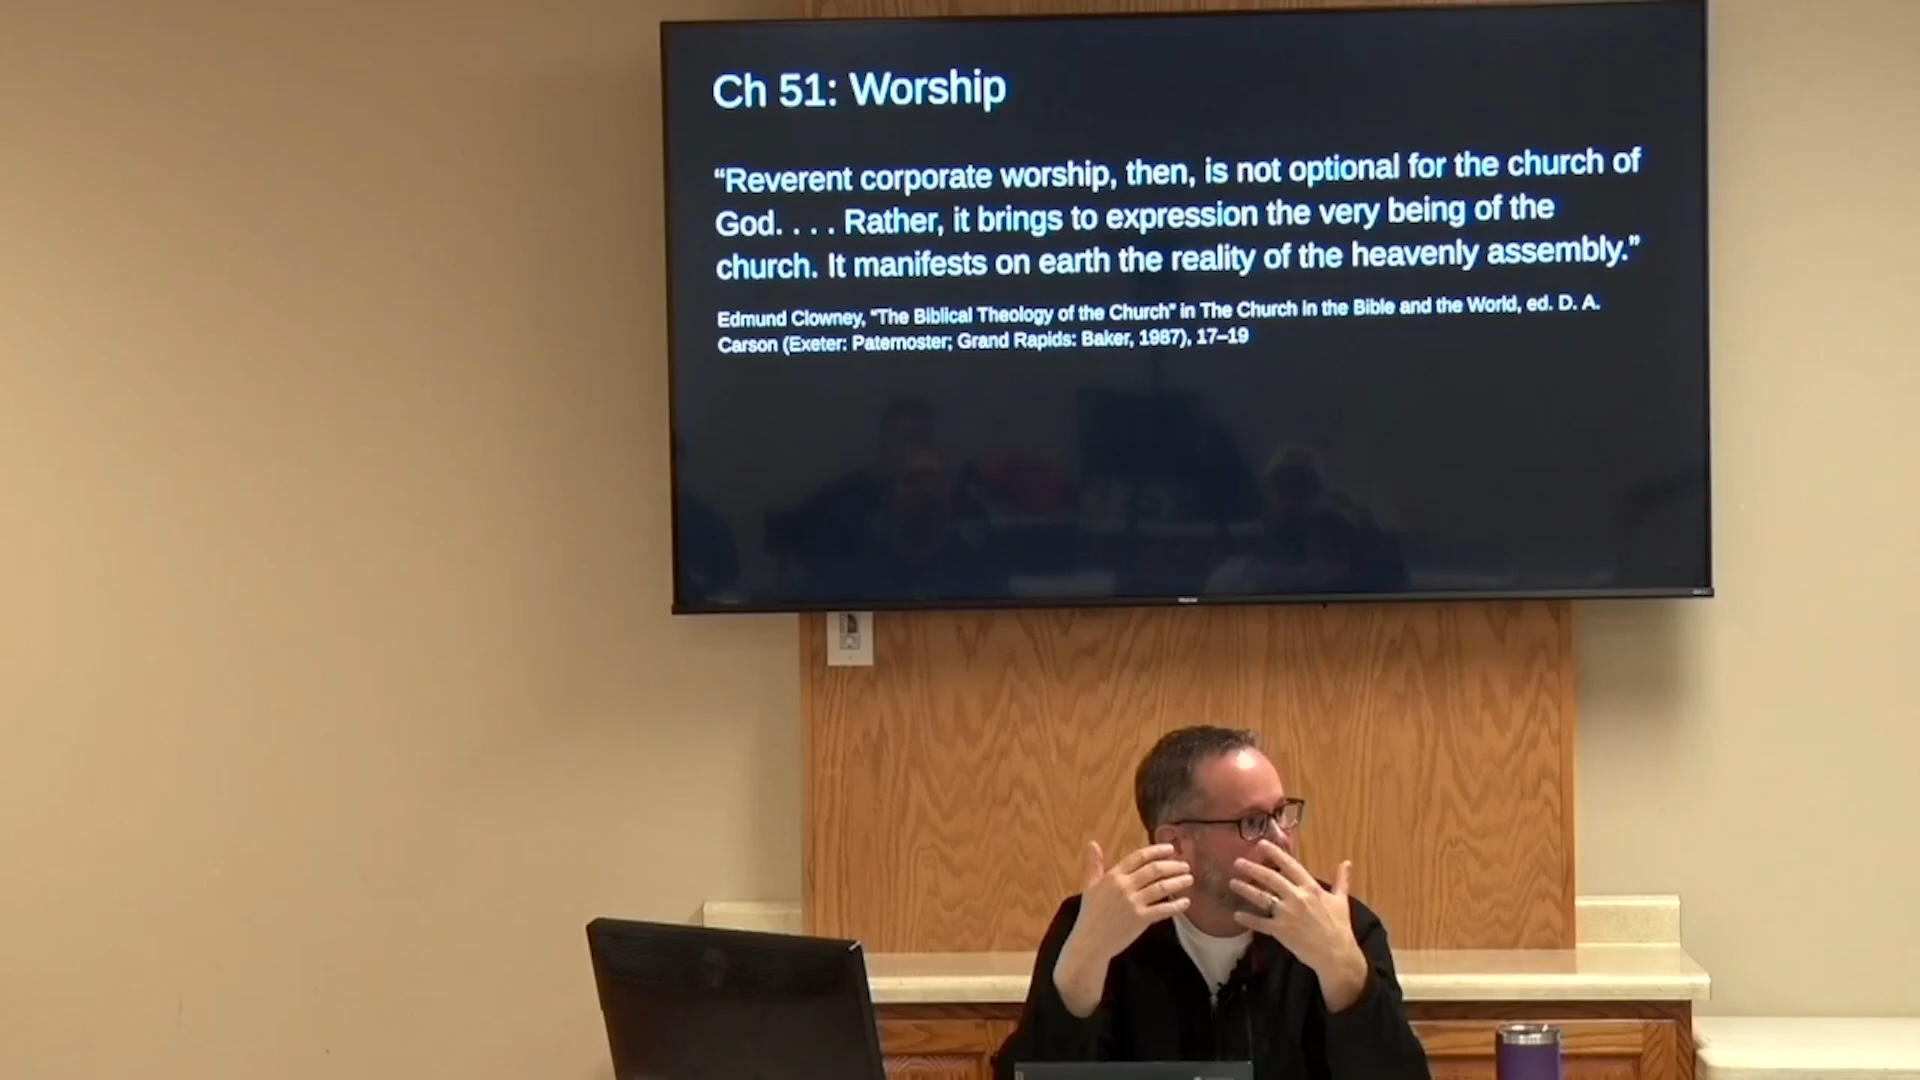 Ch 51: Worship
“Reverent corporate worship, then, is not optional for the church of
God. . . . Rather, it brings to expression the very being of the
church. It manifests on earth the reality of the heavenly assembly.”
Edmund Clowney, “The Biblical Theology of the Church” in The Church in the Bible and the World, ed. D. A.
Carson (Exeter: Paternoster; Grand Rapids: Baker, 1987), 17–19